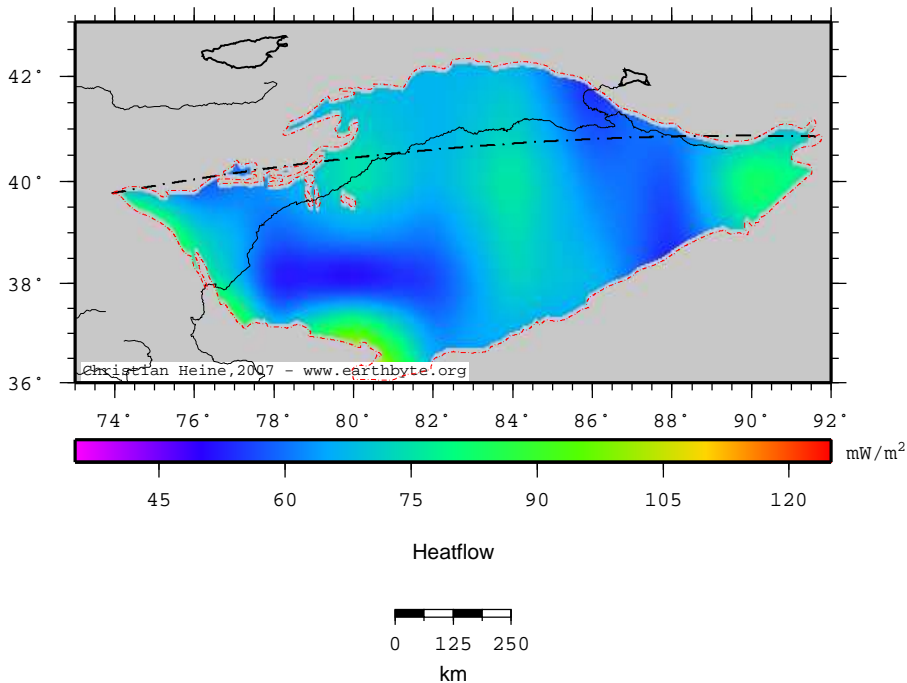 42°
40°
38°
36°
Christian Heine,2007 - www.earthbyte.org
74° 76° 78° 80° 82° 84° 86° 88° 90° 92°
mW/m²
45 60 75 90 105 120
Heatflow
0 125 250
km